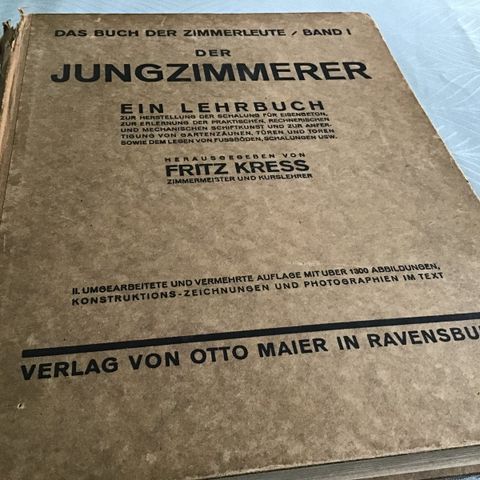 DAS BUCH DER ZIMMERLEUTE / BAND I
DER
JUNGZIMMERER
EIN LEHRBUCH
ZUR HERSTELLUNG DER SCHALUNG FÜR EISENBETON,
ZUR ERLERNUNG DER PRAKTISCHEN, RECHNERISCHEN
UND MECHANISCHEN SCHIFTKUNST UND ZUR ANFER-
TIGUNG VON GARTENZÄUNEN, TÜREN UND TOREN
SOWIE DEM LEGEN VON FUSSBÖDEN, SCHALUNGEN USW.
HERAUSGEGEBEN VON
FRITZ KRESS
ZIMMERMEISTER UND KURSLEHRER
II. UMGEARBEITETE UND VERMEHRTE AUFLAGE MIT ÜBER 1300 ABBILDUNGEN,
KONSTRUKTIONS-ZEICHNUNGEN UND PHOTOGRAPHIEN IM TEXT
VERLAG VON OTTO MAIER IN RAVENSBU